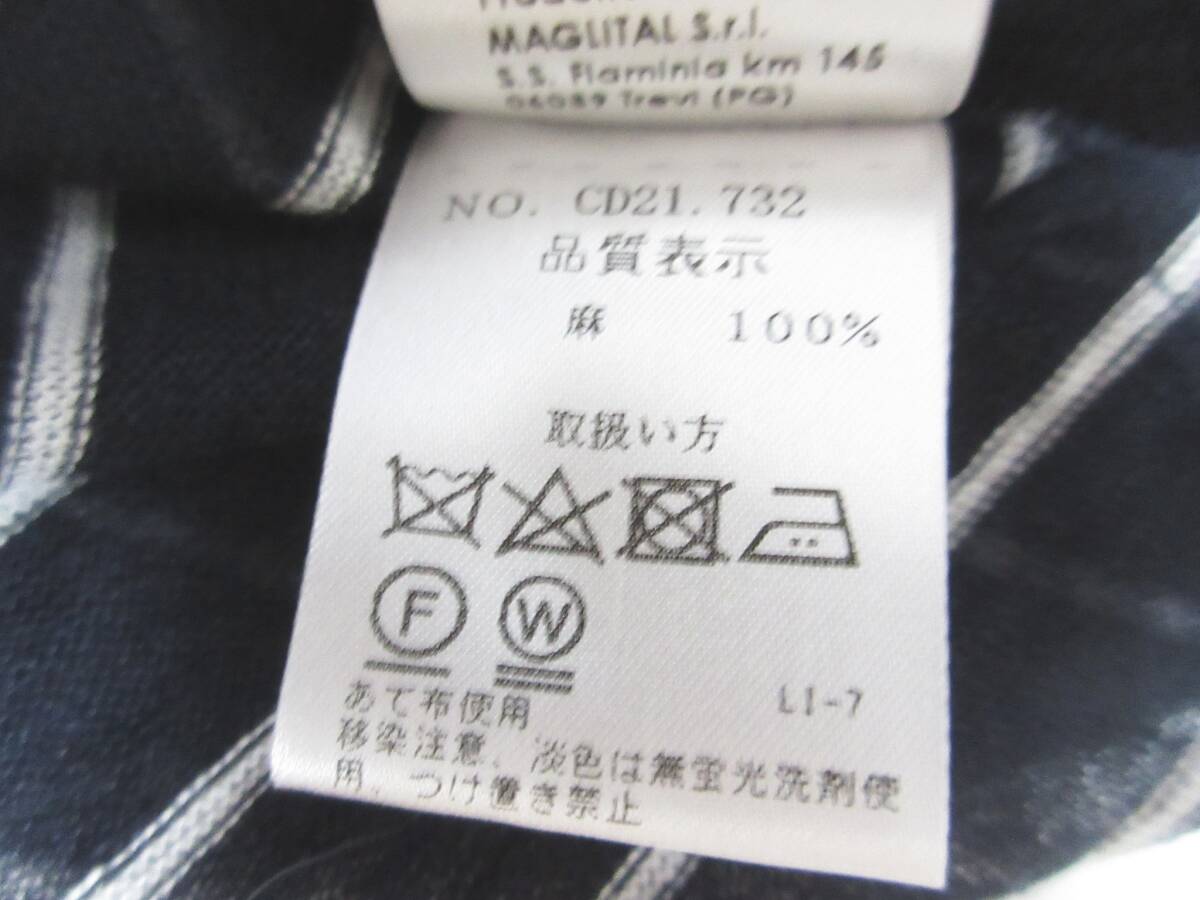 MAGLITAL S.r.l.
S.S. Flaminia km 145
06039 Trevi (PG)
NO. CD21.732
品質表示
麻 100%
取扱い方
F W
あて布使用
LI-7
移染注意、淡色は無蛍光洗剤使
用、つけ置き禁止